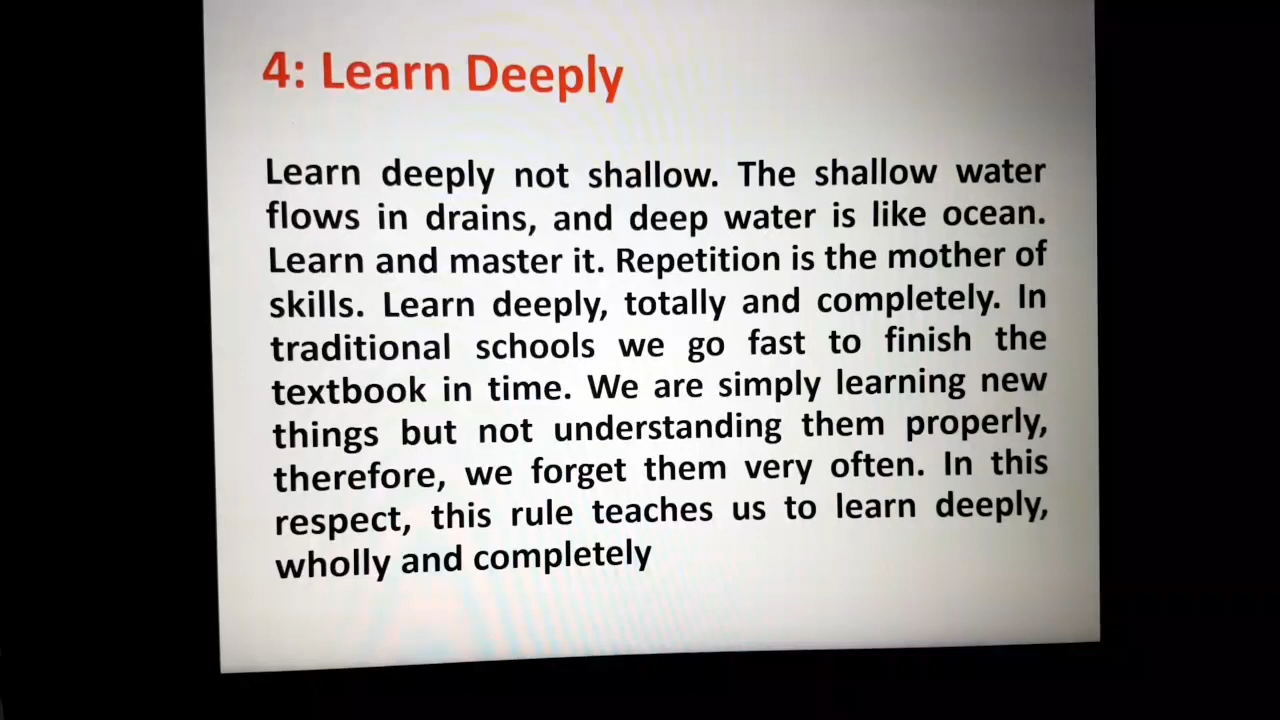 4: Learn Deeply
Learn deeply not shallow. The shallow water
flows in drains, and deep water is like ocean.
Learn and master it. Repetition is the mother of
skills. Learn deeply, totally and completely. In
traditional schools we go fast to finish the
textbook in time. We are simply learning new
things but not understanding them properly,
therefore, we forget them very often. In this
respect, this rule teaches us to learn deeply,
wholly and completely